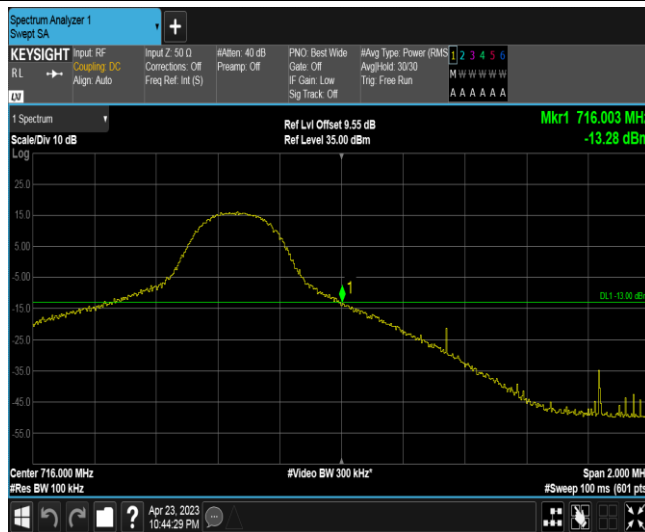 Spectrum Analyzer 1
Swept SA
KEYSIGHT
RL
LXI
Input: RF
Coupling: DC
Align: Auto
Input Z: 50 Ω
Corrections: Off
Freq Ref: Int (S)
#Atten: 40 dB
Preamp: Off
PNO: Best Wide
Gate: Off
IF Gain: Low
Sig Track: Off
#Avg Type: Power (RMS
Avg|Hold: 30/30
Trig: Free Run
1 2 3 4 5 6
M W W W W W
A A A A A A
1 Spectrum
Scale/Div 10 dB
Ref Lvl Offset 9.55 dB
Ref Level 35.00 dBm
Mkr1 716.003 MHz
-13.28 dBm
Log
25.0
15.0
5.00
-5.00
-15.0
-25.0
-35.0
-45.0
-55.0
1
DL1 -13.00 dBm
Center 716.000 MHz
#Res BW 100 kHz
#Video BW 300 kHz*
Span 2.000 MHz
#Sweep 100 ms (601 pts)
Apr 23, 2023
10:44:29 PM